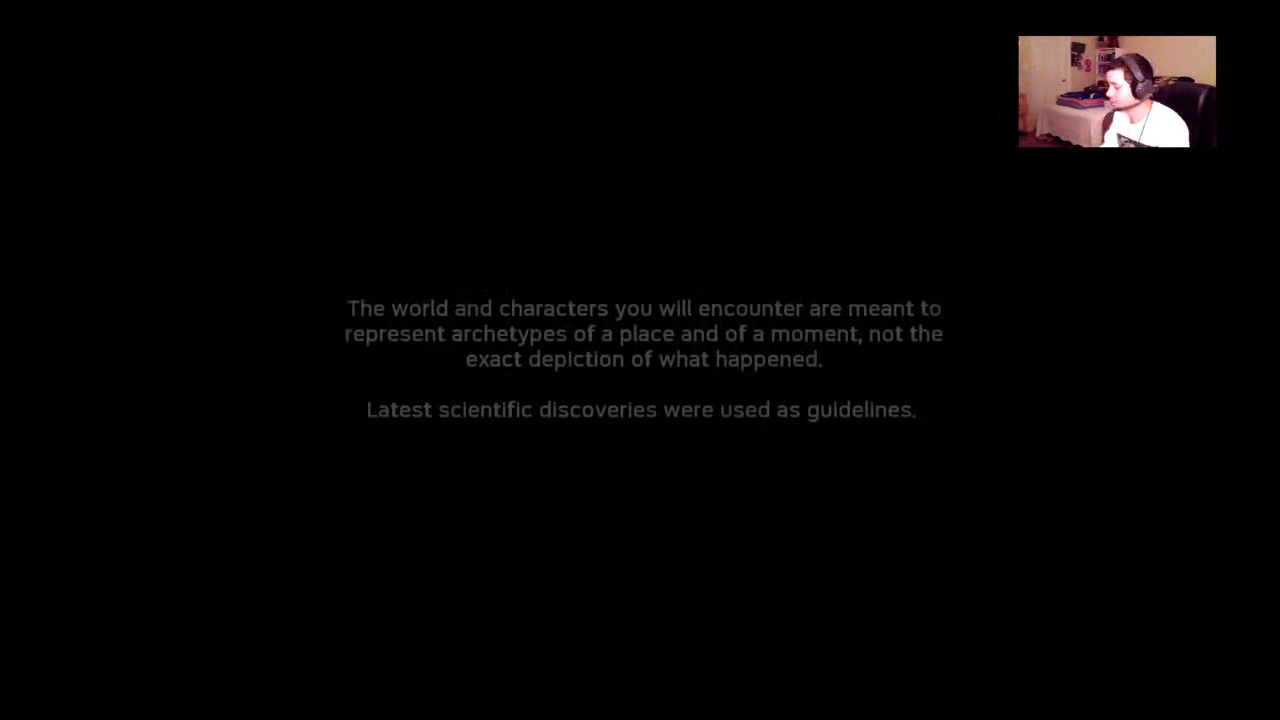 The world and characters you will encounter are meant to
represent archetypes of a place and of a moment, not the
exact depiction of what happened.
Latest scientific discoveries were used as guidelines.